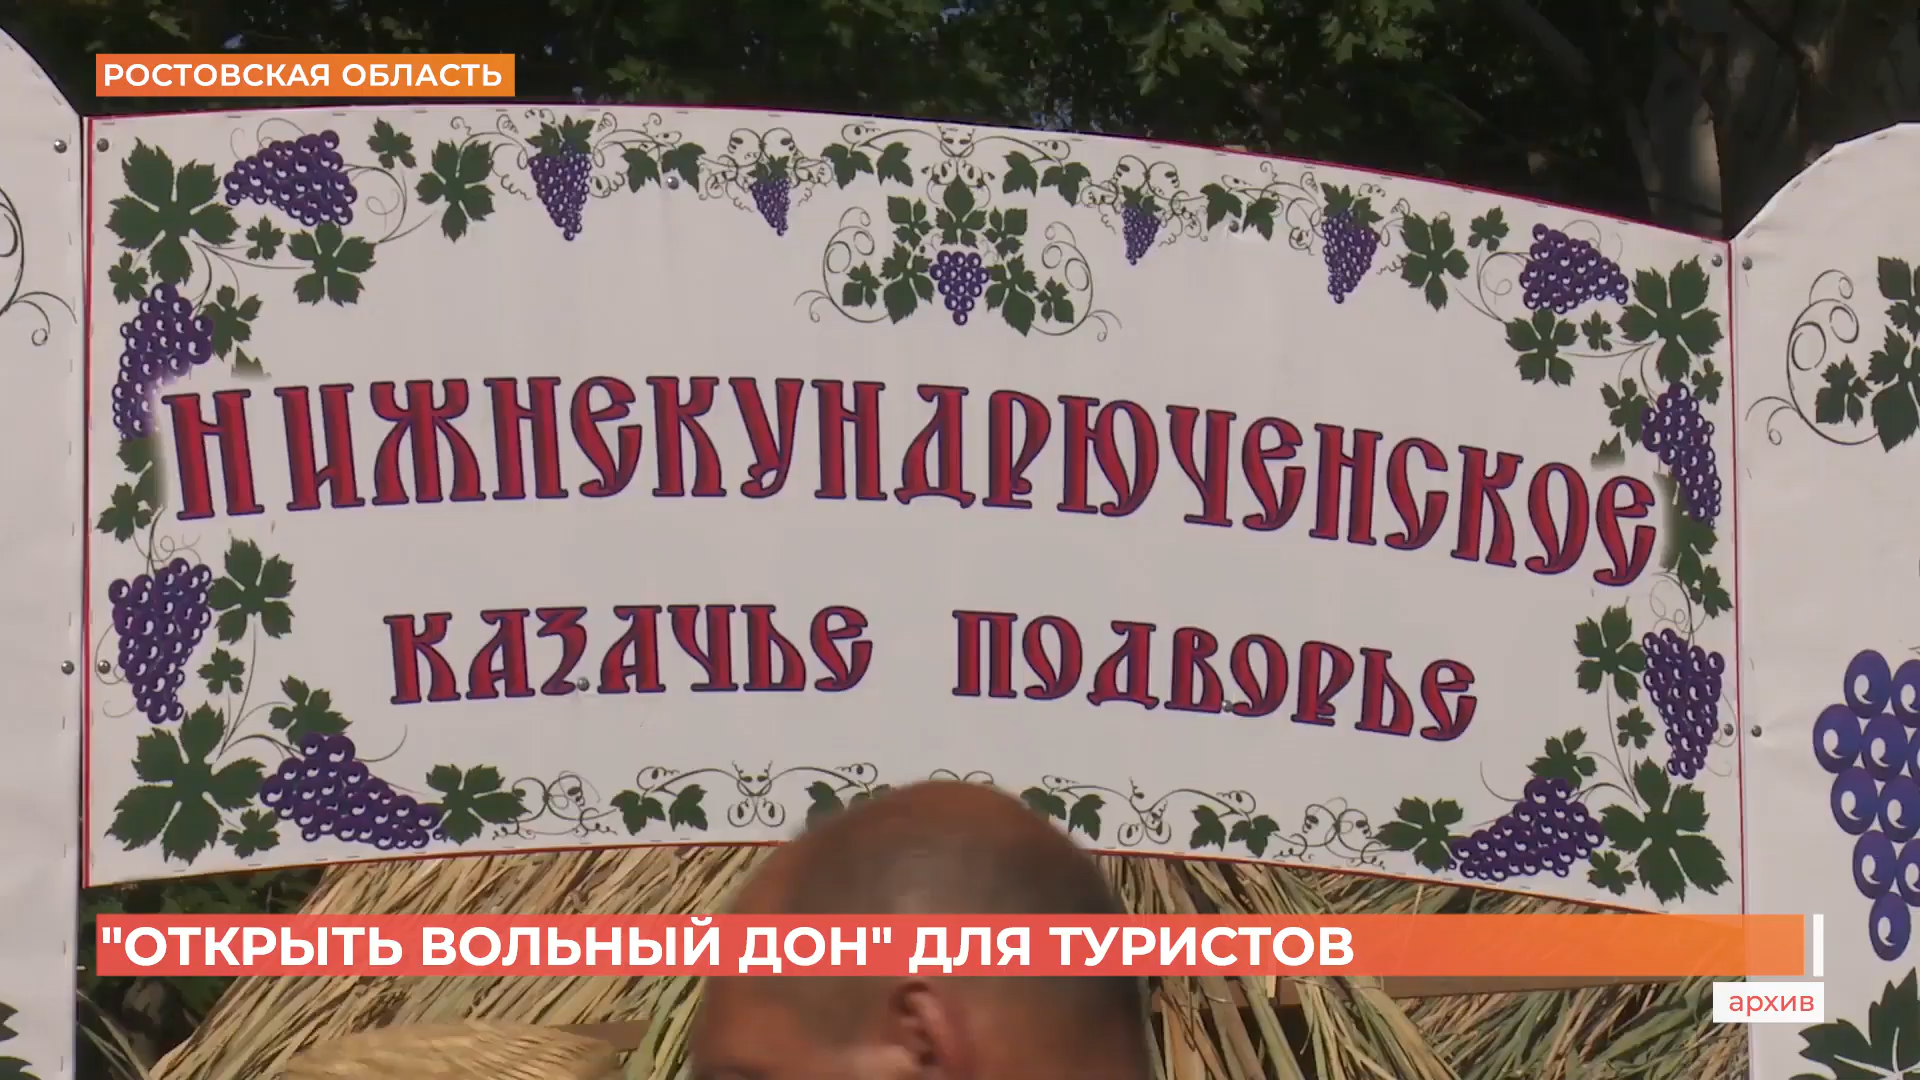 РОСТОВСКАЯ ОБЛАСТЬ
НИЖНЕКУНДРЮЧЕНСКОЕ
КАЗАЧЬЕ ПОДВОРЬЕ
"ОТКРЫТЬ ВОЛЬНЫЙ ДОН" ДЛЯ ТУРИСТОВ
архив